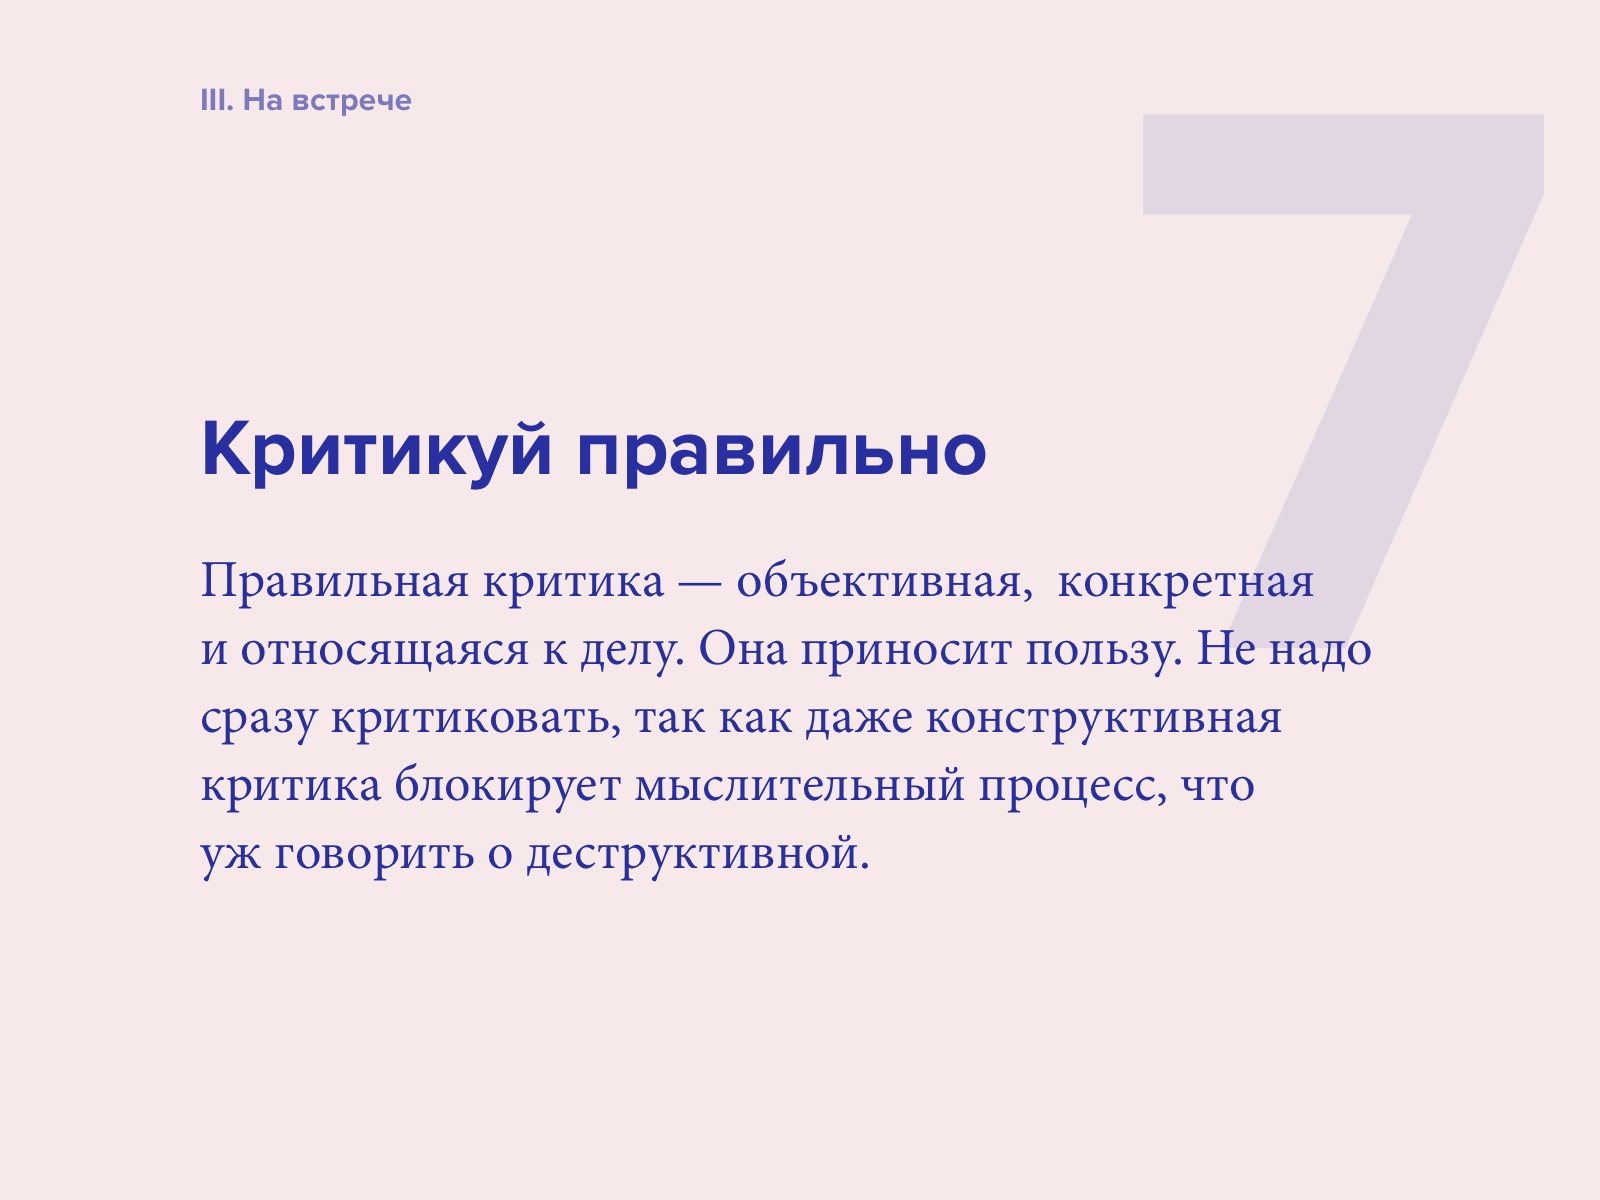 III. На встрече
7
Критикуй правильно
Правильная критика — объективная,  конкретная
и относящаяся к делу. Она приносит пользу. Не надо
сразу критиковать, так как даже конструктивная
критика блокирует мыслительный процесс, что
уж говорить о деструктивной.